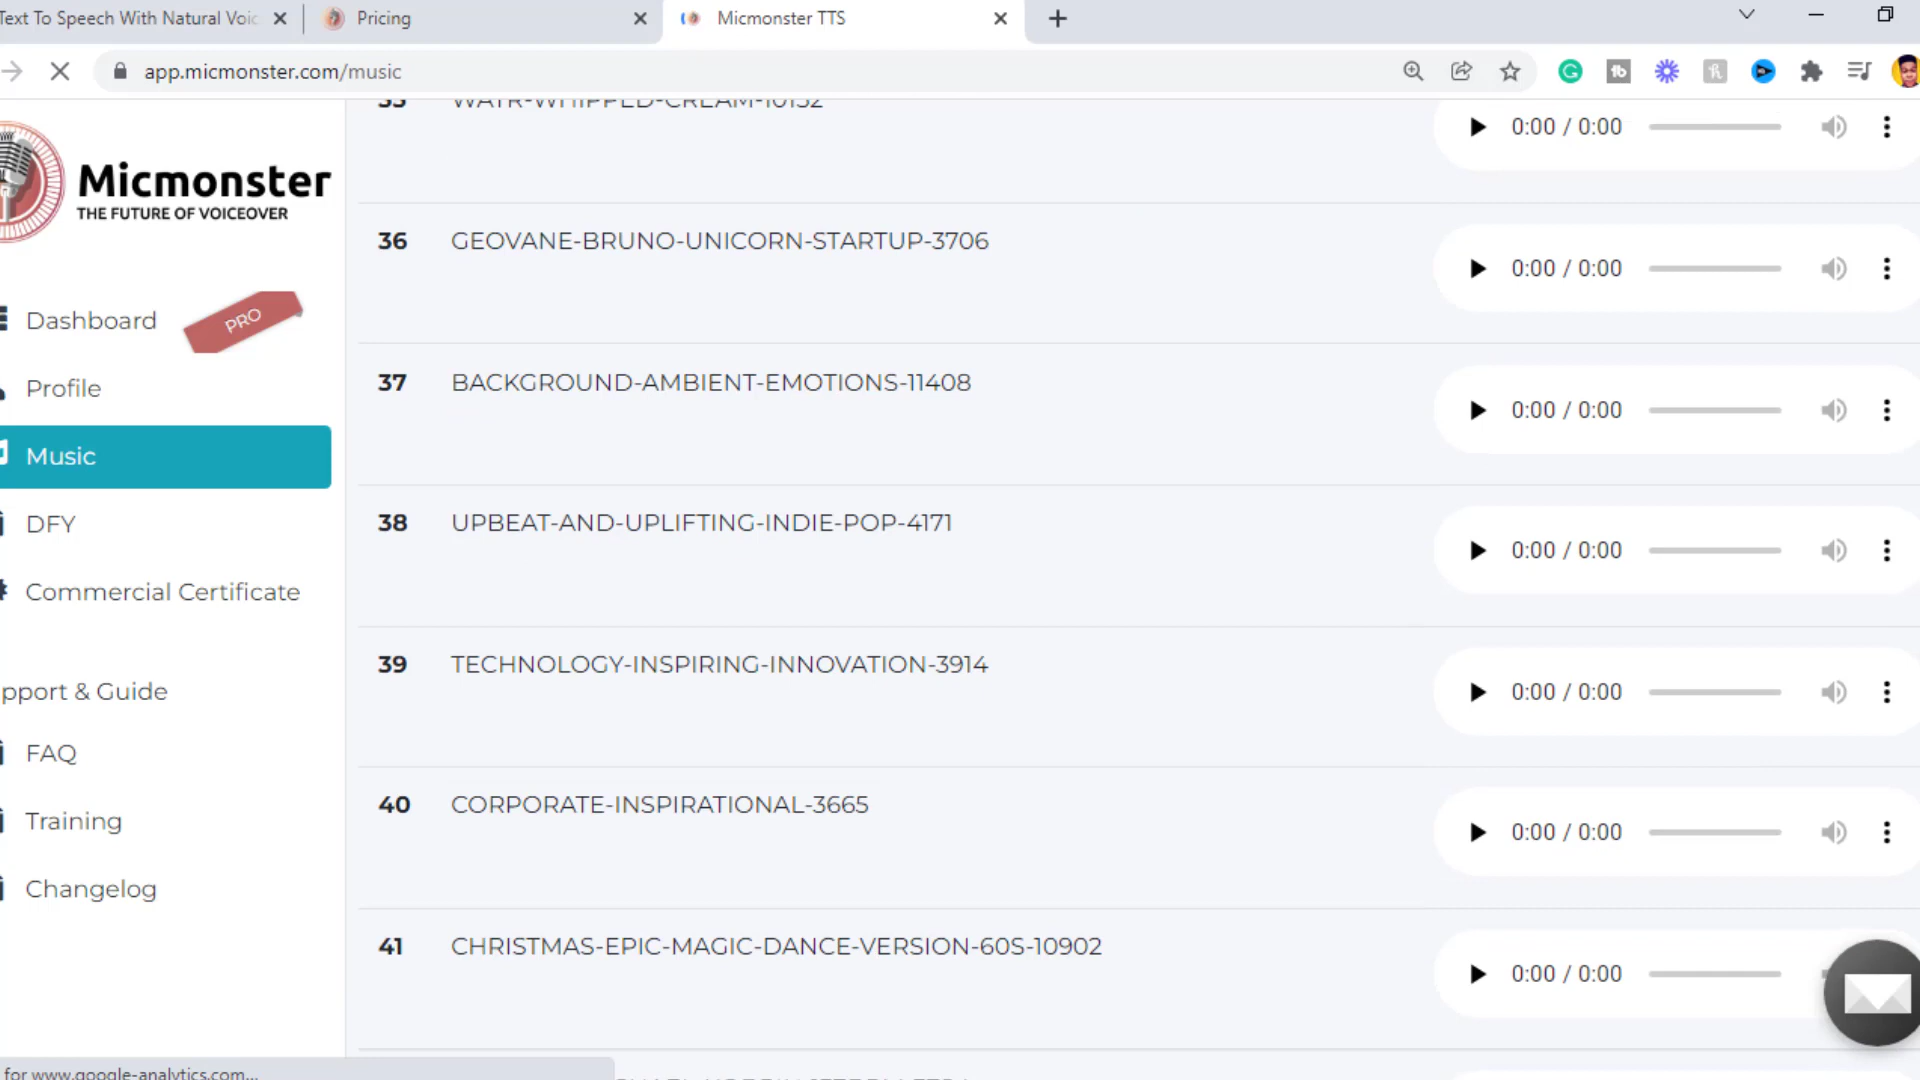 Text To Speech With Natural Voic
Pricing
Micmonster TTS
app.micmonster.com/music
35 WATR-WHIPPED-CREAM-10132
0:00 / 0:00
Micmonster
THE FUTURE OF VOICEOVER
36 GEOVANE-BRUNO-UNICORN-STARTUP-3706
0:00 / 0:00
Dashboard
PRO
Profile
37 BACKGROUND-AMBIENT-EMOTIONS-11408
0:00 / 0:00
Music
DFY
38 UPBEAT-AND-UPLIFTING-INDIE-POP-4171
0:00 / 0:00
Commercial Certificate
39 TECHNOLOGY-INSPIRING-INNOVATION-3914
0:00 / 0:00
pport & Guide
FAQ
40 CORPORATE-INSPIRATIONAL-3665
0:00 / 0:00
Training
Changelog
41 CHRISTMAS-EPIC-MAGIC-DANCE-VERSION-60S-10902
0:00 / 0:00
for www.google-analytics.com...